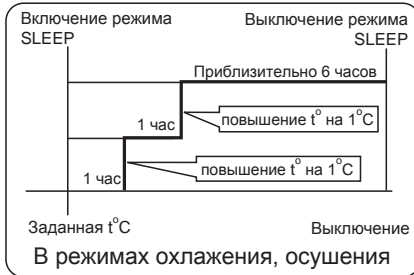 Включение режима
SLEEP
Выключение режима
SLEEP
Приблизительно 6 часов
1 час
повышение t° на 1°C
1 час
повышение t° на 1°C
Заданная t°C
Выключение
В режимах охлажения, осушения